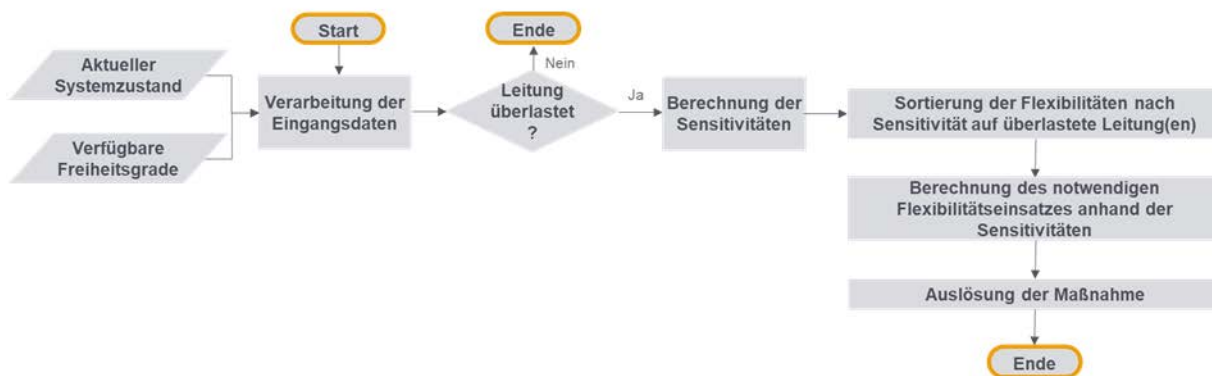 Start
Ende
Aktueller
Systemzustand
Verfügbare
Freiheitsgrade
Verarbeitung der
Eingangsdaten
Leitung
überlastet
?
Nein
Ja
Berechnung der
Sensitivitäten
Sortierung der Flexibilitäten nach
Sensitivität auf überlastete Leitung(en)
Berechnung des notwendigen
Flexibilitätseinsatzes anhand der
Sensitivitäten
Auslösung der Maßnahme
Ende